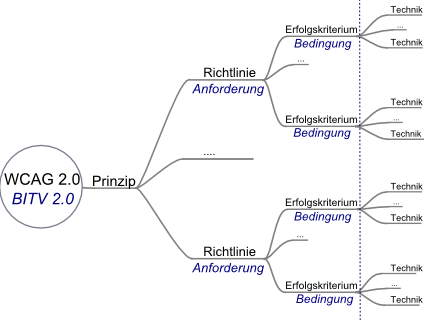 WCAG 2.0
BITV 2.0
Prinzip
Richtlinie
Anforderung
Erfolgskriterium
Bedingung
Technik
...
Technik
...
Erfolgskriterium
Bedingung
Technik
...
Technik
....
Richtlinie
Anforderung
Erfolgskriterium
Bedingung
Technik
...
Technik
...
Erfolgskriterium
Bedingung
Technik
...
Technik